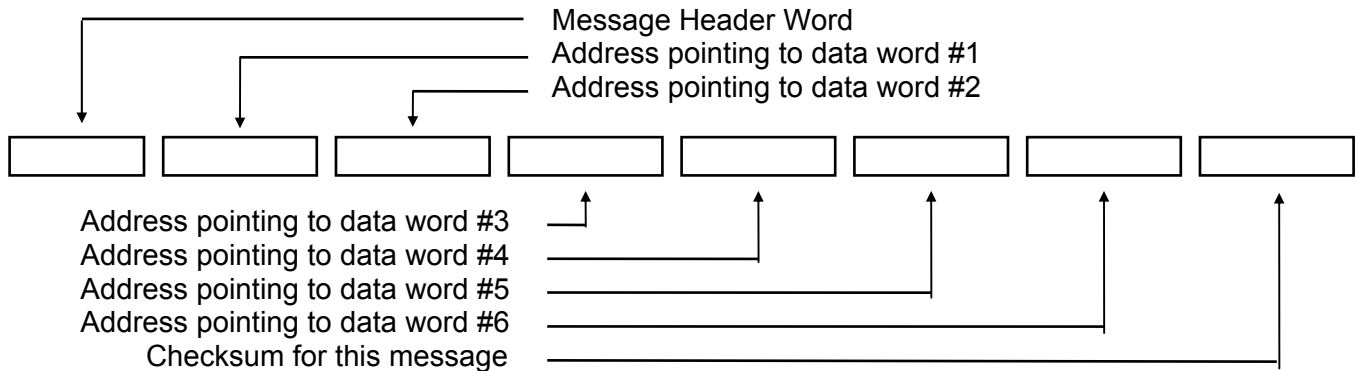 Message Header Word
Address pointing to data word #1
Address pointing to data word #2
Address pointing to data word #3
Address pointing to data word #4
Address pointing to data word #5
Address pointing to data word #6
Checksum for this message